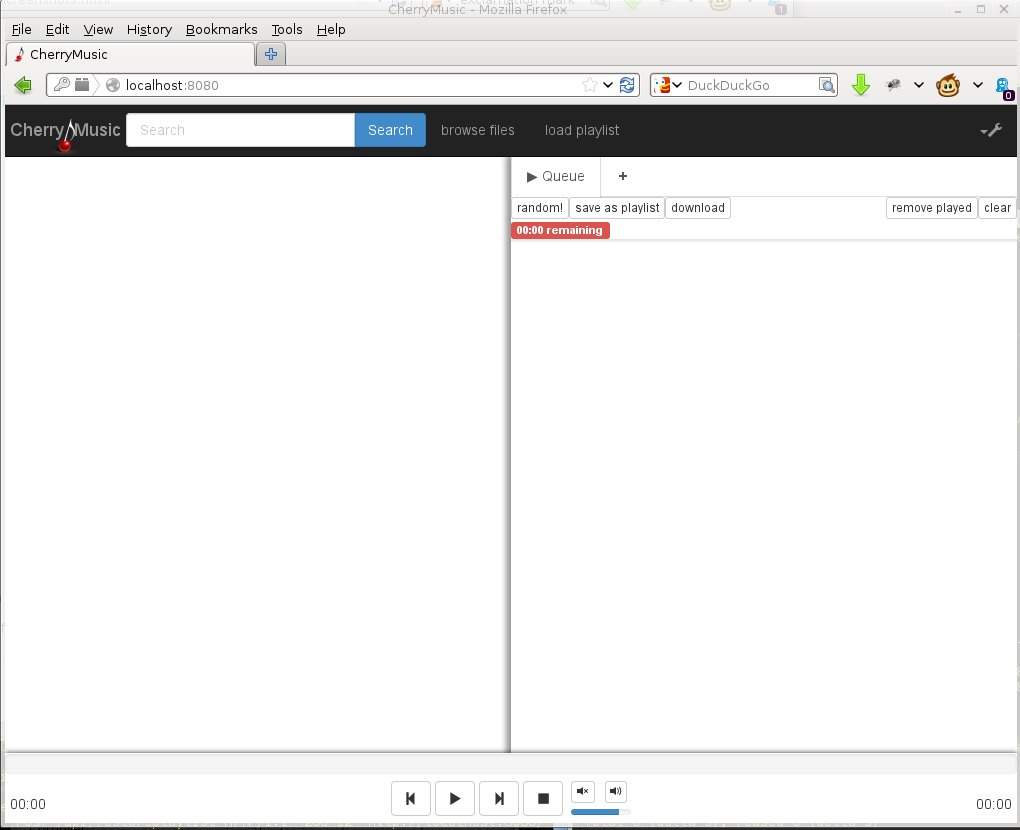 CherryMusic - Mozilla Firefox
File Edit View History Bookmarks Tools Help
CherryMusic
localhost:8080 DuckDuckGo 0
CherryMusic Search Search browse files load playlist
Queue +
random! save as playlist download remove played clear
00:00 remaining
00:00 00:00